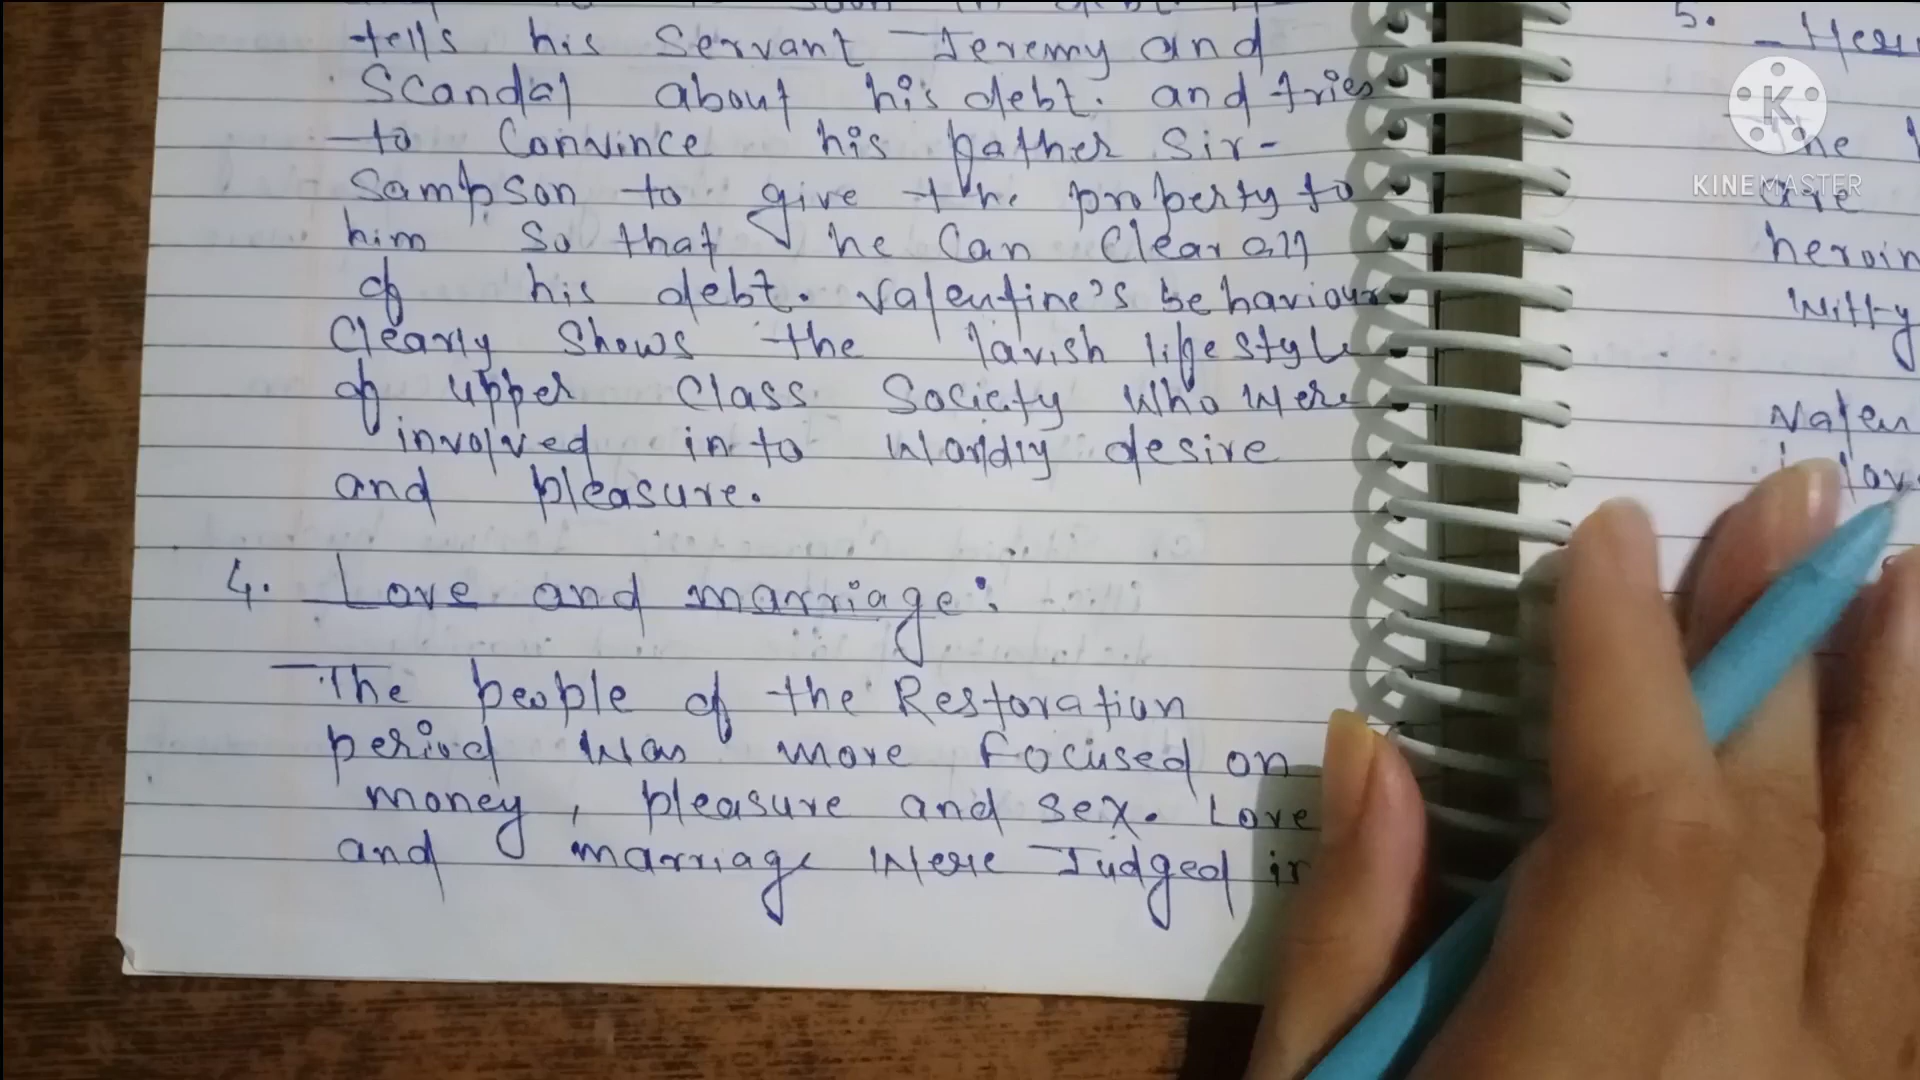 tells his Servant Jeremy and
Scandal about his debt. and tries
to Convince his father Sir-
Sampson to give the property to
him so that he Can Clear all
of his debt. Valentine's behaviour
Clearly Shows the lavish lifestyle
of upper Class Society who were
involved in to Worldly desire
and pleasure.
4. Love and marriage:
The people of the Restoration
period was more Focused on
money, pleasure and sex. Love
and marriage were Judged in
5.
KINEMASTER
The
are
heroin
witty
Valen